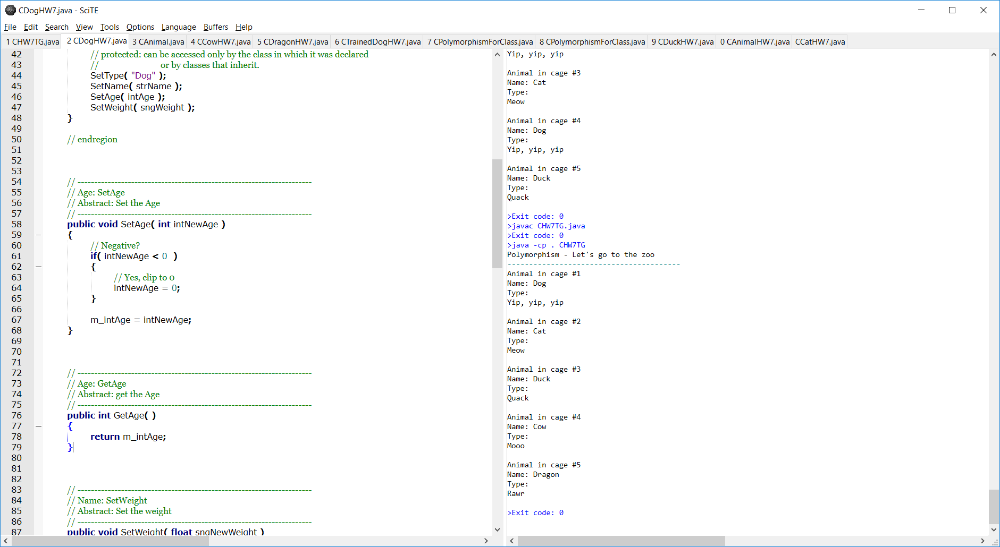 CDogHW7.java - SciTE
File Edit Search View Tools Options Language Buffers Help
1 CHW7TG.java 2 CDogHW7.java 3 CAnimal.java 4 CCowHW7.java 5 CDragonHW7.java 6 CTrainedDogHW7.java 7 CPolymorphismForClass.java 8 CPolymorphismForClass.java 9 CDuckHW7.java 0 CAnimalHW7.java CCatHW7.java
42 // protected: can be accessed only by the class in which it was declared
43 // or by classes that inherit.
44 SetType( "Dog" );
45 SetName( strName );
46 SetAge( intAge );
47 SetWeight( sngWeight );
48 }
49
50 // endregion
51
52
53
54 // ----------------------------------------------------------------------
55 // Age: SetAge
56 // Abstract: Set the Age
57 // ----------------------------------------------------------------------
58 public void SetAge( int intNewAge )
59 {
60 // Negative?
61 if( intNewAge < 0 )
62 {
63 // Yes, clip to 0
64 intNewAge = 0;
65 }
66
67 m_intAge = intNewAge;
68 }
69
70
71
72 // ----------------------------------------------------------------------
73 // Age: GetAge
74 // Abstract: get the Age
75 // ----------------------------------------------------------------------
76 public int GetAge( )
77 {
78 return m_intAge;
79 }
80
81
82
83 // ----------------------------------------------------------------------
84 // Name: SetWeight
85 // Abstract: Set the weight
86 // ----------------------------------------------------------------------
87 public void SetWeight( float sngNewWeight )
Yip, yip, yip
Animal in cage #3
Name: Cat
Type:
Meow
Animal in cage #4
Name: Dog
Type:
Yip, yip, yip
Animal in cage #5
Name: Duck
Type:
Quack
>Exit code: 0
>javac CHW7TG.java
>Exit code: 0
>java -cp . CHW7TG
Polymorphism - Let's go to the zoo
----------------------------------------
Animal in cage #1
Name: Dog
Type:
Yip, yip, yip
Animal in cage #2
Name: Cat
Type:
Meow
Animal in cage #3
Name: Duck
Type:
Quack
Animal in cage #4
Name: Cow
Type:
Mooo
Animal in cage #5
Name: Dragon
Type:
Rawr
>Exit code: 0